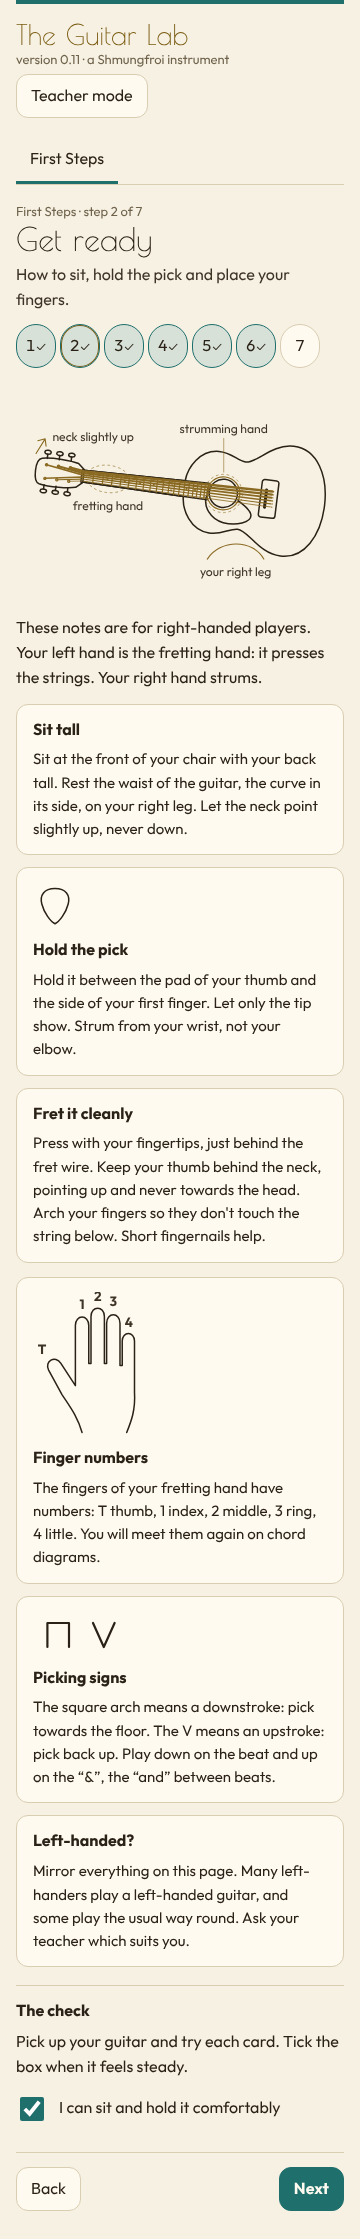 The Guitar Lab
version 0.11 · a Shmungfroi instrument
Teacher mode
First Steps
First Steps · step 2 of 7
Get ready
How to sit, hold the pick and place your
fingers.
1✓ 2✓ 3✓ 4✓ 5✓ 6✓ 7
strumming hand
neck slightly up
fretting hand
your right leg
These notes are for right-handed players.
Your left hand is the fretting hand: it presses
the strings. Your right hand strums.
Sit tall
Sit at the front of your chair with your back
tall. Rest the waist of the guitar, the curve in
its side, on your right leg. Let the neck point
slightly up, never down.
Hold the pick
Hold it between the pad of your thumb and
the side of your first finger. Let only the tip
show. Strum from your wrist, not your
elbow.
Fret it cleanly
Press with your fingertips, just behind the
fret wire. Keep your thumb behind the neck,
pointing up and never towards the head.
Arch your fingers so they don't touch the
string below. Short fingernails help.
1 2 3
4
T
Finger numbers
The fingers of your fretting hand have
numbers: T thumb, 1 index, 2 middle, 3 ring,
4 little. You will meet them again on chord
diagrams.
Picking signs
The square arch means a downstroke: pick
towards the floor. The V means an upstroke:
pick back up. Play down on the beat and up
on the “&”, the “and” between beats.
Left-handed?
Mirror everything on this page. Many left-
handers play a left-handed guitar, and
some play the usual way round. Ask your
teacher which suits you.
The check
Pick up your guitar and try each card. Tick the
box when it feels steady.
I can sit and hold it comfortably
Back
Next